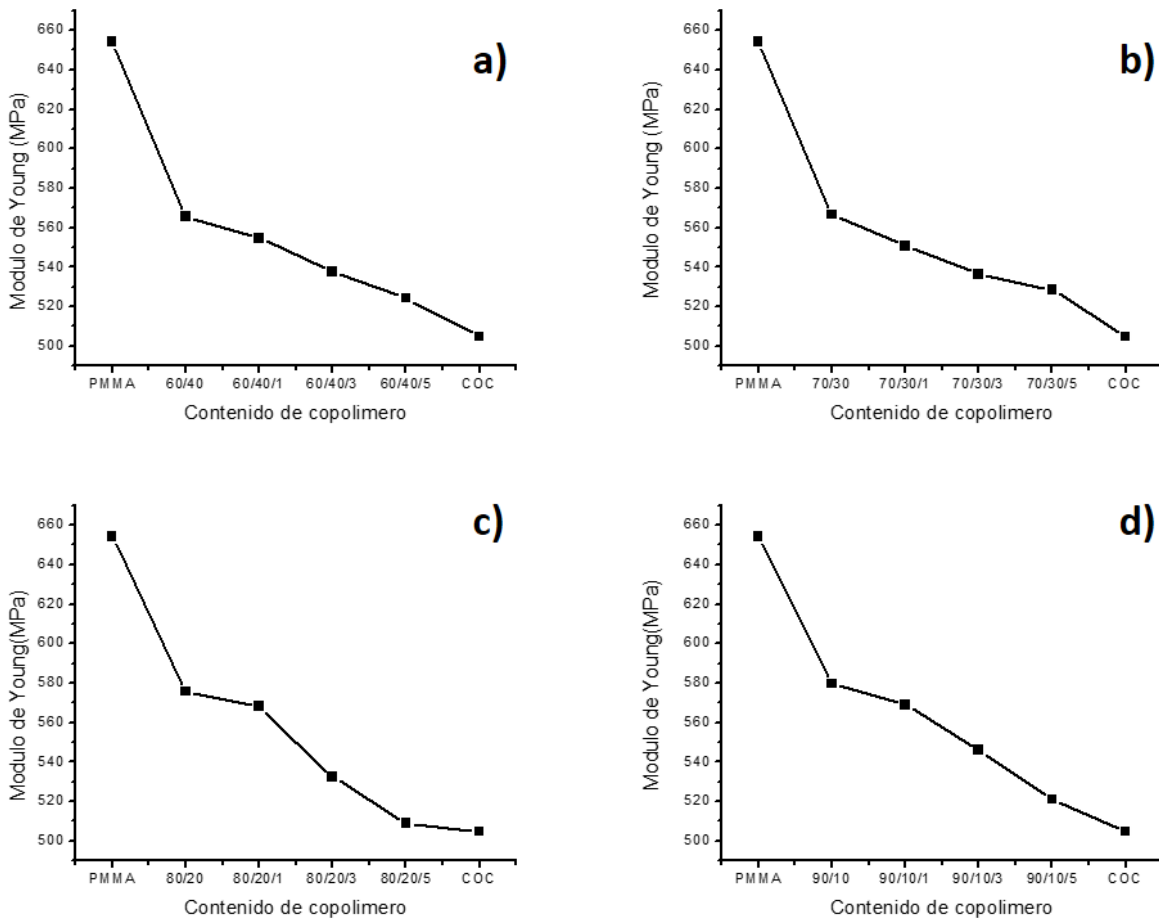 a)
Modulo de Young (MPa)
660
640
620
600
580
560
540
520
500
PMMA 60/40 60/40/1 60/40/3 60/40/5 COC
Contenido de copolimero
b)
Modulo de Young (MPa)
660
640
620
600
580
560
540
520
500
PMMA 70/30 70/30/1 70/30/3 70/30/5 COC
Contenido de copolimero
c)
Modulo de Young(MPa)
660
640
620
600
580
560
540
520
500
PMMA 80/20 80/20/1 80/20/3 80/20/5 COC
Contenido de copolimero
d)
Modulo de Young(MPa)
660
640
620
600
580
560
540
520
500
PMMA 90/10 90/10/1 90/10/3 90/10/5 COC
Contenido de copolimero